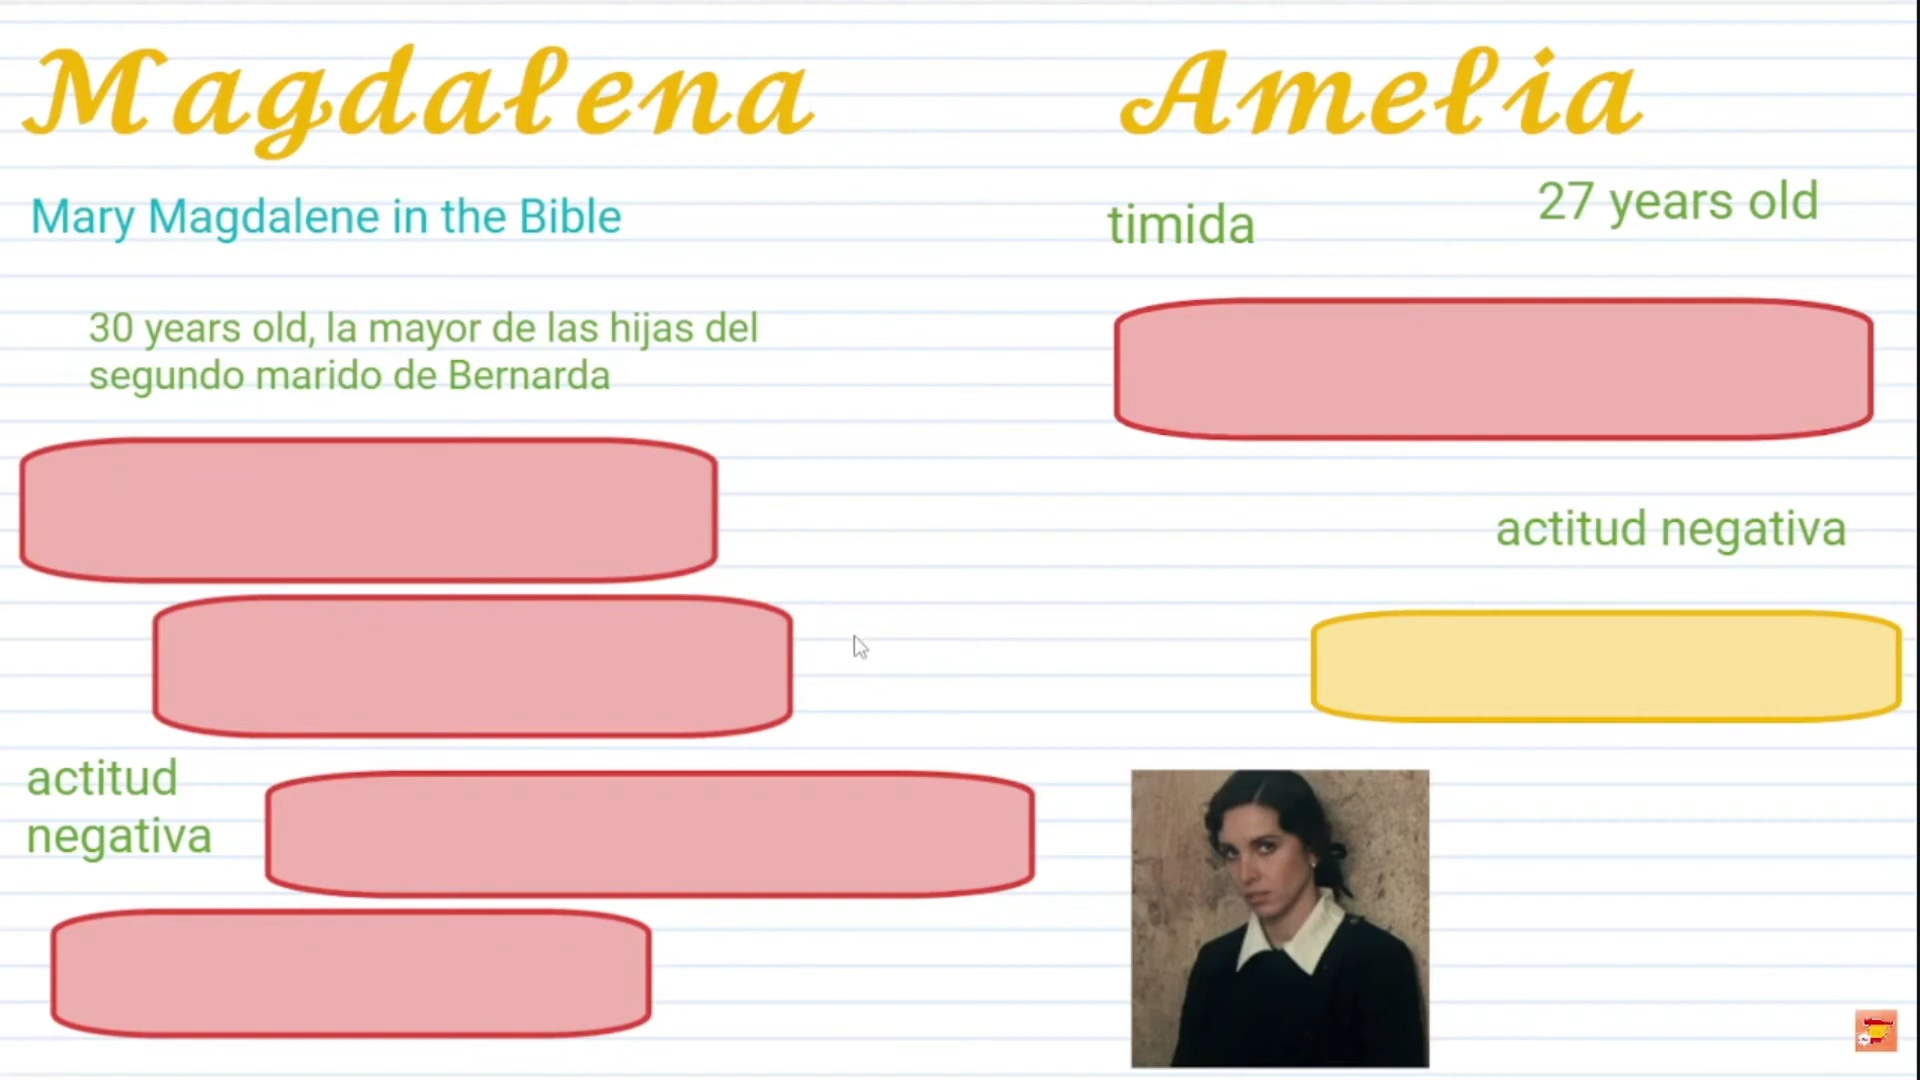 Magdalena
Mary Magdalene in the Bible
30 years old, la mayor de las hijas del
segundo marido de Bernarda
actitud
negativa
Amelia
timida
27 years old
actitud negativa